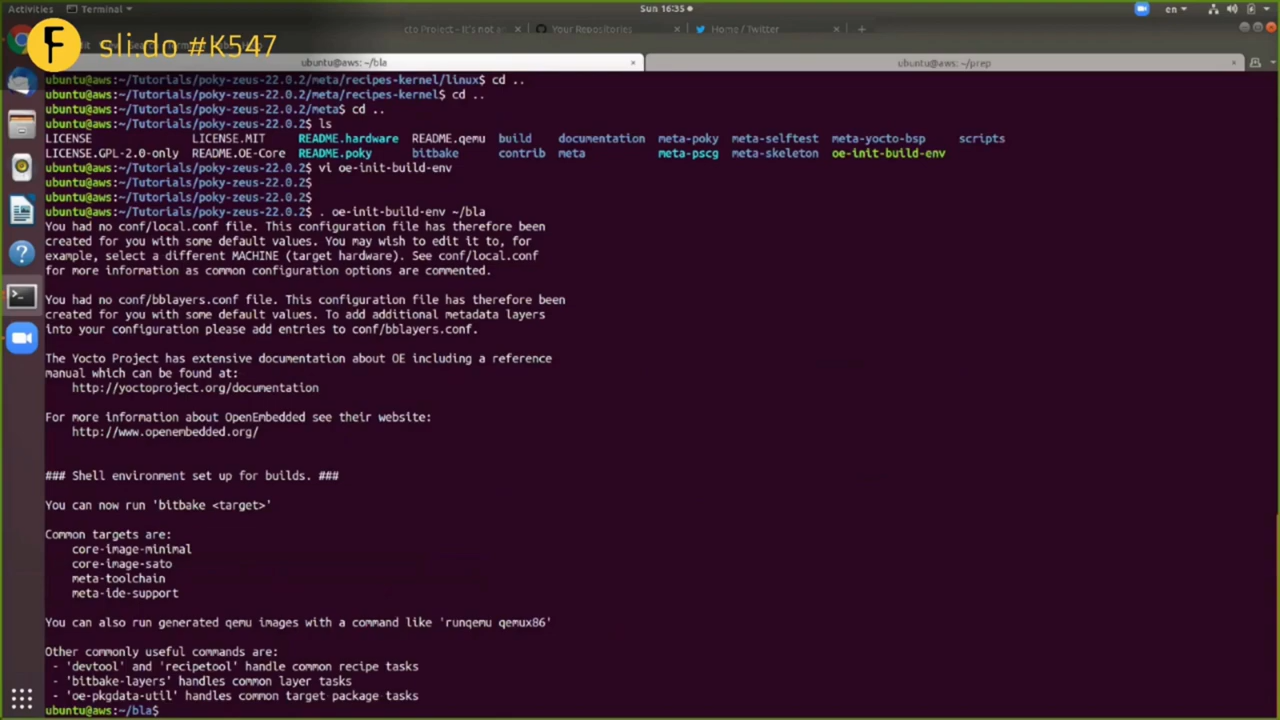 Activities Terminal Sun 16:35 en
F sli.do #K547
cto Project - It's not a Your Repositories Home / Twitter
ubuntu@aws: ~/bla ubuntu@aws: ~/prep
ubuntu@aws:~/Tutorials/poky-zeus-22.0.2/meta/recipes-kernel/linux$ cd ..
ubuntu@aws:~/Tutorials/poky-zeus-22.0.2/meta/recipes-kernel$ cd ..
ubuntu@aws:~/Tutorials/poky-zeus-22.0.2/meta$ cd ..
ubuntu@aws:~/Tutorials/poky-zeus-22.0.2$ ls
LICENSE LICENSE.MIT README.hardware README.qemu build documentation meta-poky meta-selftest meta-yocto-bsp scripts
LICENSE.GPL-2.0-only README.OE-Core README.poky bitbake contrib meta meta-pscg meta-skeleton oe-init-build-env
ubuntu@aws:~/Tutorials/poky-zeus-22.0.2$ vi oe-init-build-env
ubuntu@aws:~/Tutorials/poky-zeus-22.0.2$
ubuntu@aws:~/Tutorials/poky-zeus-22.0.2$
ubuntu@aws:~/Tutorials/poky-zeus-22.0.2$ . oe-init-build-env ~/bla
You had no conf/local.conf file. This configuration file has therefore been
created for you with some default values. You may wish to edit it to, for
example, select a different MACHINE (target hardware). See conf/local.conf
for more information as common configuration options are commented.
You had no conf/bblayers.conf file. This configuration file has therefore been
created for you with some default values. To add additional metadata layers
into your configuration please add entries to conf/bblayers.conf.
The Yocto Project has extensive documentation about OE including a reference
manual which can be found at:
http://yoctoproject.org/documentation
For more information about OpenEmbedded see their website:
http://www.openembedded.org/
### Shell environment set up for builds. ###
You can now run 'bitbake <target>'
Common targets are:
core-image-minimal
core-image-sato
meta-toolchain
meta-ide-support
You can also run generated qemu images with a command like 'runqemu qemux86'
Other commonly useful commands are:
- 'devtool' and 'recipetool' handle common recipe tasks
- 'bitbake-layers' handles common layer tasks
- 'oe-pkgdata-util' handles common target package tasks
ubuntu@aws:~/bla$